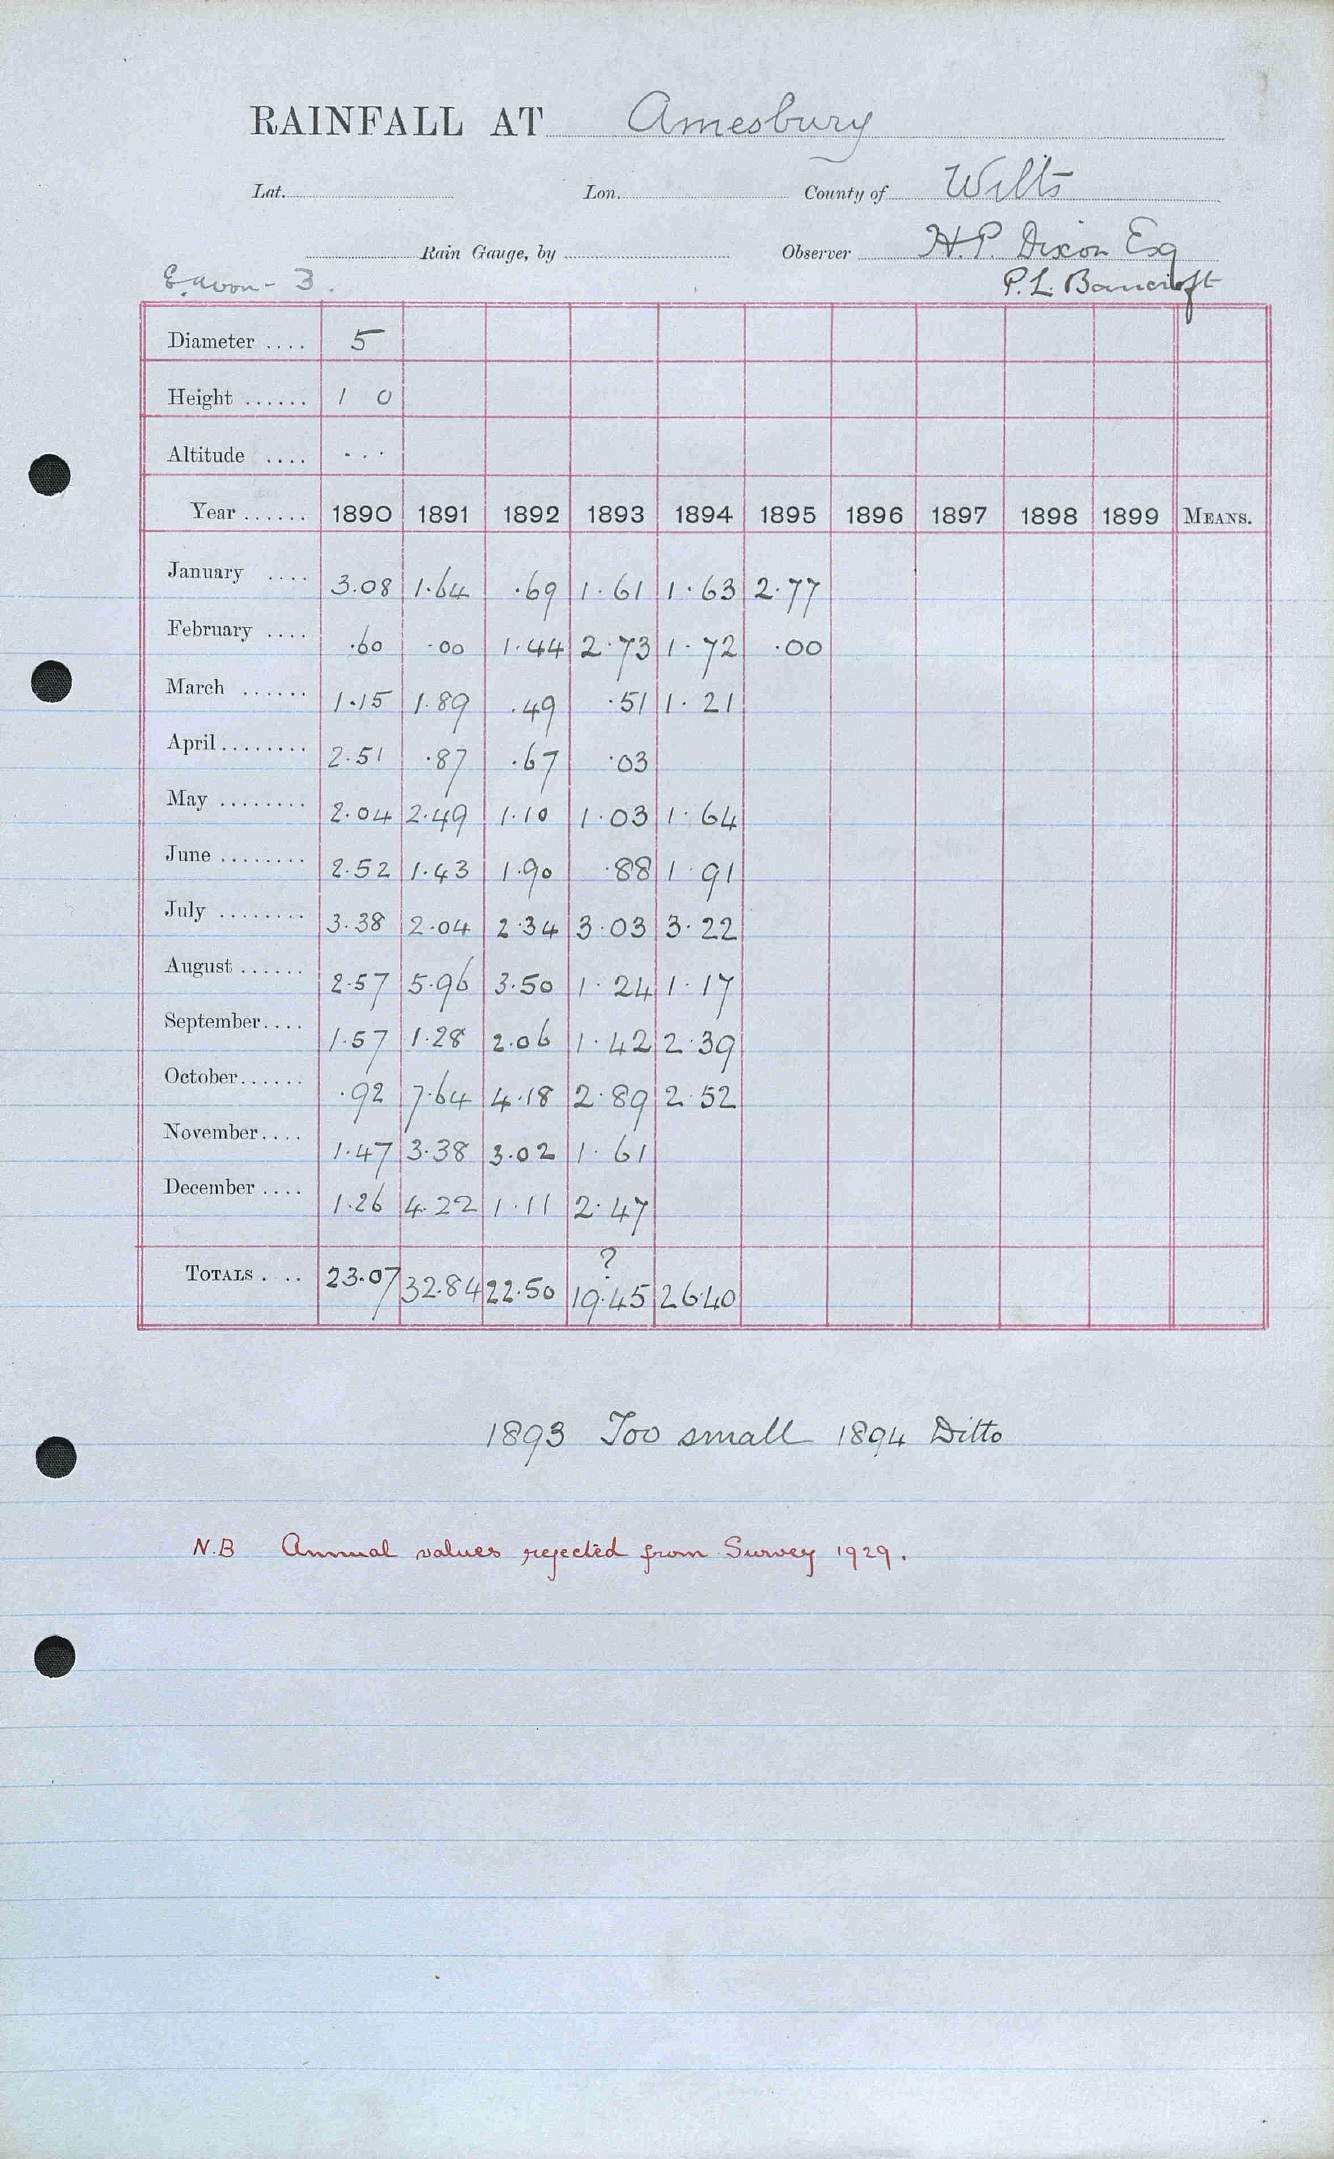 RAINFALL AT Amesbury
Lat. Lon. County of Wilts
Rain Gauge, by Observer H.P. Dixon Esq
E. Avon - 3. P.L. Bancroft
Diameter .... 5
Height ...... 1 0
Altitude .... ...
Year ...... 1890 1891 1892 1893 1894 1895 1896 1897 1898 1899 MEANS.
January .... 3.08 1.64 .69 1.61 1.63 2.77
February .... .60 .00 1.44 2.73 1.72 .00
March ...... 1.15 1.89 .49 .51 1.21
April ........ 2.51 .87 .67 .03
May ........ 2.04 2.49 1.10 1.03 1.64
June ........ 2.52 1.43 1.90 .88 1.91
July ........ 3.38 2.04 2.34 3.03 3.22
August ...... 2.57 5.96 3.50 1.24 1.17
September.... 1.57 1.28 2.06 1.42 2.39
October...... .92 7.64 4.18 2.89 2.52
November.... 1.47 3.38 3.02 1.61
December .... 1.26 4.22 1.11 2.47
?
TOTALS .... 23.07 32.84 22.50 19.45 26.40
1893 Too small 1894 Ditto
N.B Annual values rejected from Survey 1929.